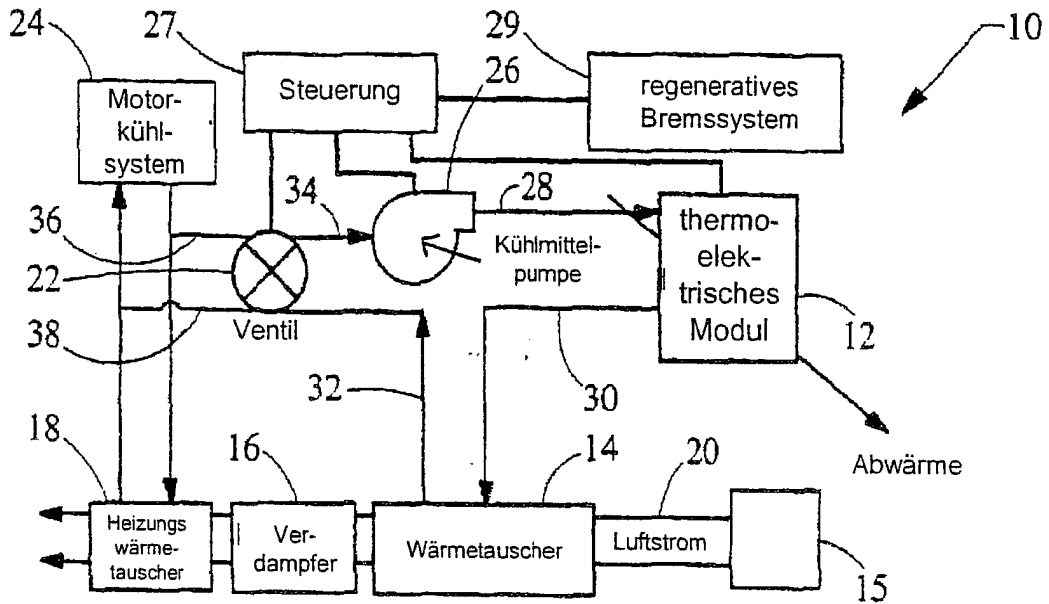 24
27
29
10
Steuerung
26
regeneratives
Bremssystem
Motor-
kühl-
system
34
28
36
22
Kühlmittel-
pumpe
thermo-
elek-
trisches
Modul
38
Ventil
12
32
30
18
16
14
20
Abwärme
Heizungs
wärme-
tauscher
Ver-
dampfer
Wärmetauscher
Luftstrom
15